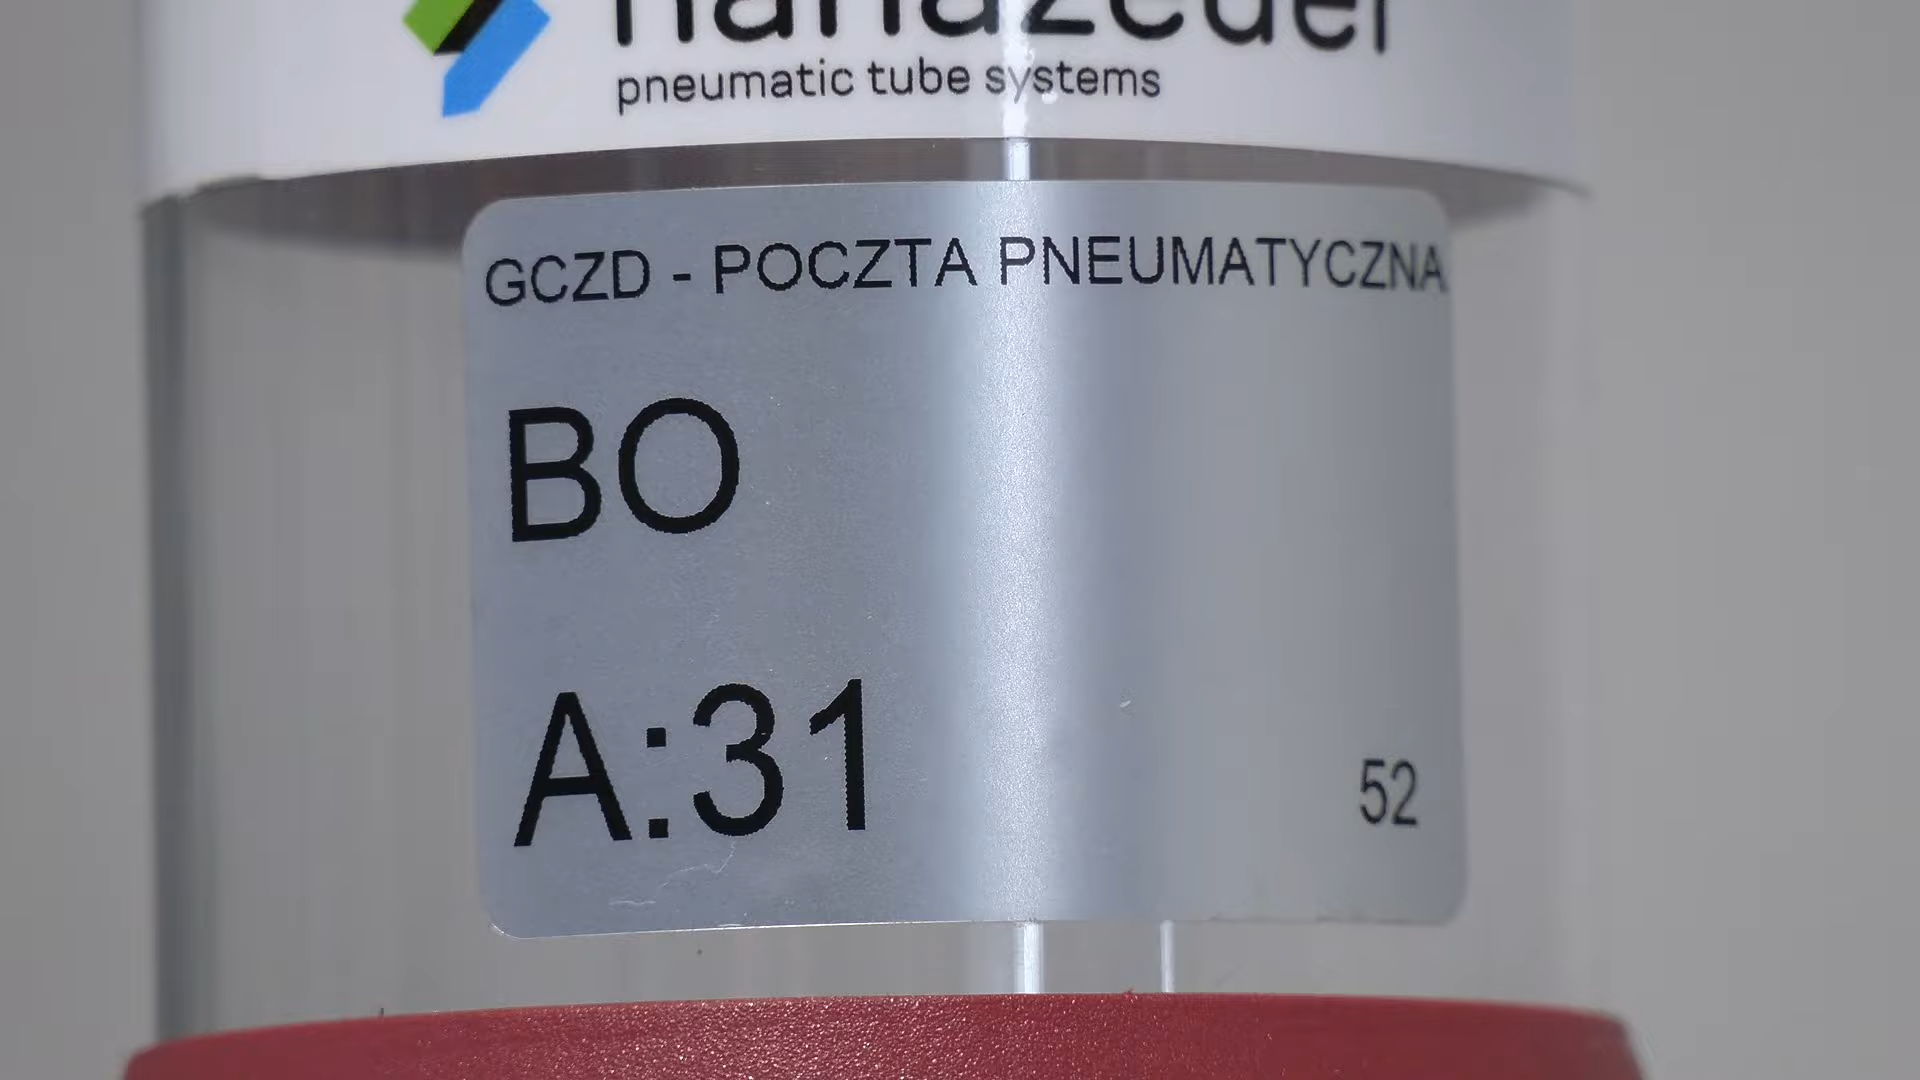 pneumatic tube systems
GCZD - POCZTA PNEUMATYCZNA
BO
A:31
52